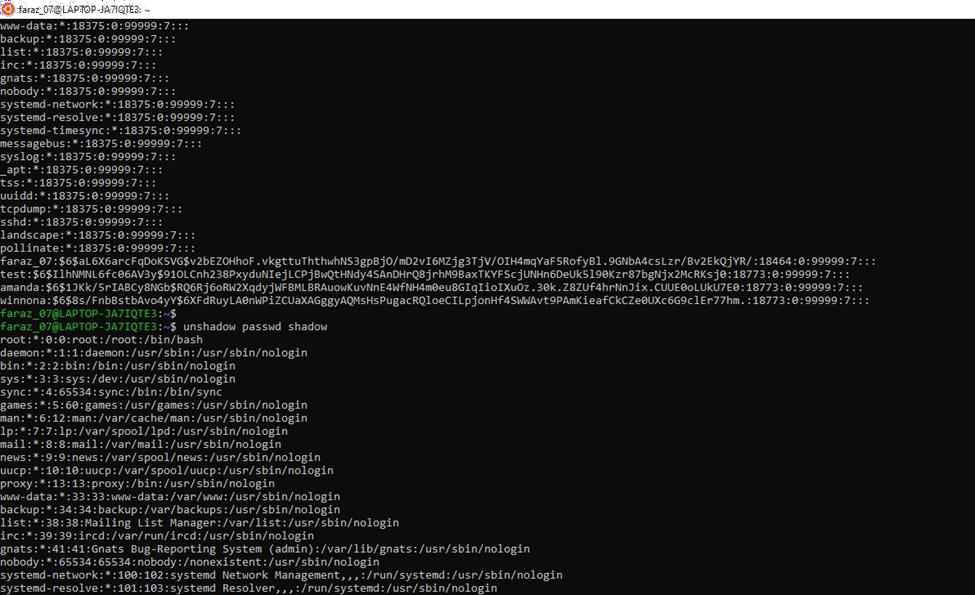 faraz_07@LAPTOP-JA7IQTE3: ~
www-data:*:18375:0:99999:7:::
backup:*:18375:0:99999:7:::
list:*:18375:0:99999:7:::
irc:*:18375:0:99999:7:::
gnats:*:18375:0:99999:7:::
nobody:*:18375:0:99999:7:::
systemd-network:*:18375:0:99999:7:::
systemd-resolve:*:18375:0:99999:7:::
systemd-timesync:*:18375:0:99999:7:::
messagebus:*:18375:0:99999:7:::
syslog:*:18375:0:99999:7:::
_apt:*:18375:0:99999:7:::
tss:*:18375:0:99999:7:::
uuidd:*:18375:0:99999:7:::
tcpdump:*:18375:0:99999:7:::
sshd:*:18375:0:99999:7:::
landscape:*:18375:0:99999:7:::
pollinate:*:18375:0:99999:7:::
faraz_07:$6$aL6X6arcFqDoK5VG$v2bEZOHhoF.vkgttuThthwhNS3gpBjO/mD2vI6MZjg3TjV/OIH4mqYaF5RofyBl.9GNbA4csLzr/Bv2EkQJYR/:18464:0:99999:7:::
test:$6$IlhNMNL6fc06AV3y$91OLCnh238PxyduNIejLCPjBwQtHNdy4SAnDHrQ8jrhM9BaxTKYFScjUNHn6DeUk5l90Kzr87bgNjx2McRKsj0:18773:0:99999:7:::
amanda:$6$1JKk/5rIABCy8NGb$RQ6Rj6oRW2XqdyjWFBMLBRAuowKuvNnE4WfNH4m0eu8GIqIioIXuOz.30k.Z8ZUf4hrNnJix.CUUE0oLUkU7E0:18773:0:99999:7:::
winnona:$6$8s/FnbBstbAvo4yY$6XFdRuyLA0nWPiZCUaXAGggyAQMsHsPugacRQloeCILpjonHf4SWWAvt9PAmKieafCkCZe0UXc6G9clEr77hm.:18773:0:99999:7:::
faraz_07@LAPTOP-JA7IQTE3:~$
faraz_07@LAPTOP-JA7IQTE3:~$ unshadow passwd shadow
root:*:0:0:root:/root:/bin/bash
daemon:*:1:1:daemon:/usr/sbin:/usr/sbin/nologin
bin:*:2:2:bin:/bin:/usr/sbin/nologin
sys:*:3:3:sys:/dev:/usr/sbin/nologin
sync:*:4:65534:sync:/bin:/bin/sync
games:*:5:60:games:/usr/games:/usr/sbin/nologin
man:*:6:12:man:/var/cache/man:/usr/sbin/nologin
lp:*:7:7:lp:/var/spool/lpd:/usr/sbin/nologin
mail:*:8:8:mail:/var/mail:/usr/sbin/nologin
news:*:9:9:news:/var/spool/news:/usr/sbin/nologin
uucp:*:10:10:uucp:/var/spool/uucp:/usr/sbin/nologin
proxy:*:13:13:proxy:/bin:/usr/sbin/nologin
www-data:*:33:33:www-data:/var/www:/usr/sbin/nologin
backup:*:34:34:backup:/var/backups:/usr/sbin/nologin
list:*:38:38:Mailing List Manager:/var/list:/usr/sbin/nologin
irc:*:39:39:ircd:/var/run/ircd:/usr/sbin/nologin
gnats:*:41:41:Gnats Bug-Reporting System (admin):/var/lib/gnats:/usr/sbin/nologin
nobody:*:65534:65534:nobody:/nonexistent:/usr/sbin/nologin
systemd-network:*:100:102:systemd Network Management,,,:/run/systemd:/usr/sbin/nologin
systemd-resolve:*:101:103:systemd Resolver,,,:/run/systemd:/usr/sbin/nologin